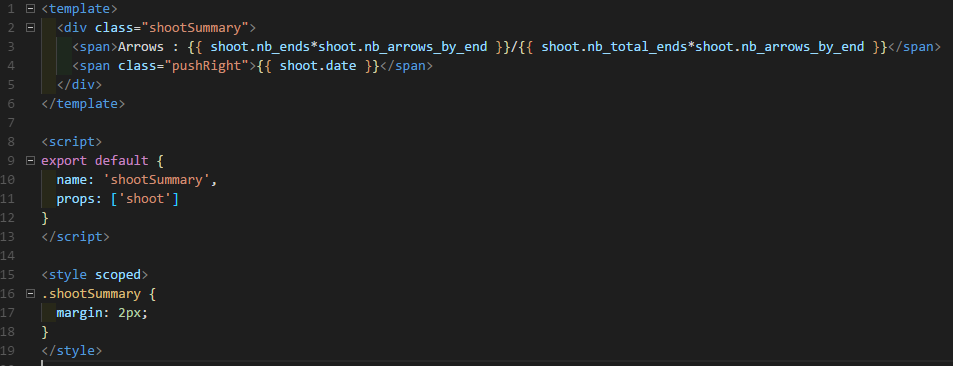 1 <template>
2 <div class="shootSummary">
3 <span>Arrows : {{ shoot.nb_ends*shoot.nb_arrows_by_end }}/{{ shoot.nb_total_ends*shoot.nb_arrows_by_end }}</span>
4 <span class="pushRight">{{ shoot.date }}</span>
5 </div>
6 </template>
7
8 <script>
9 export default {
10 name: 'shootSummary',
11 props: ['shoot']
12 }
13 </script>
14
15 <style scoped>
16 .shootSummary {
17 margin: 2px;
18 }
19 </style>